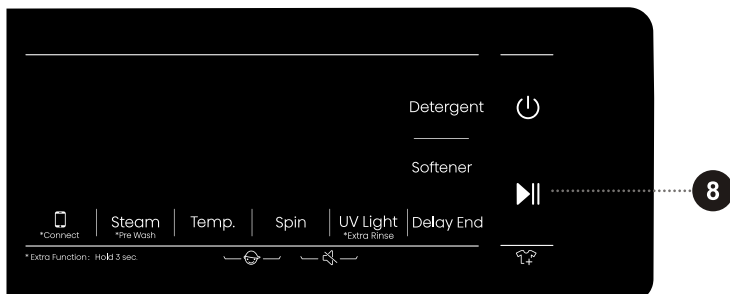 Detergent
Softener
8
Steam Temp. Spin UV Light Delay End
*Connect *Pre Wash *Extra Rinse
* Extra Function: Hold 3 sec.